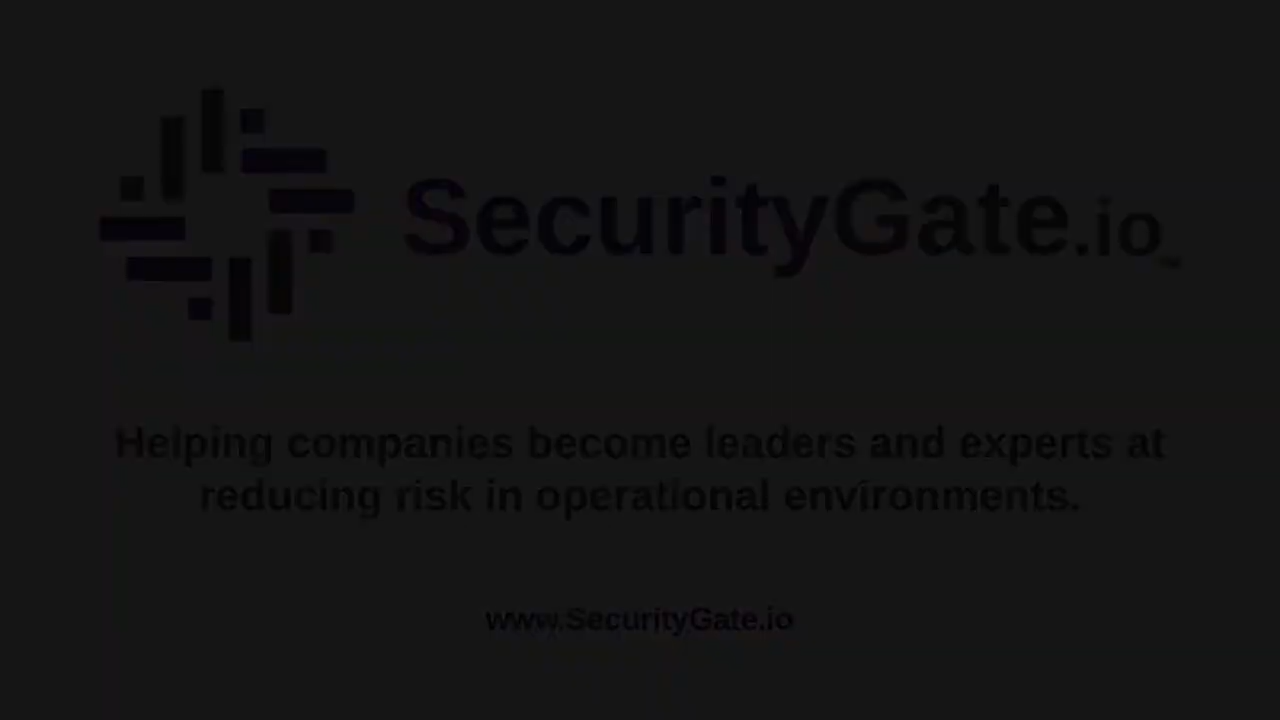 SecurityGate.io
Helping companies become leaders and experts at
reducing risk in operational environments.
www.SecurityGate.io